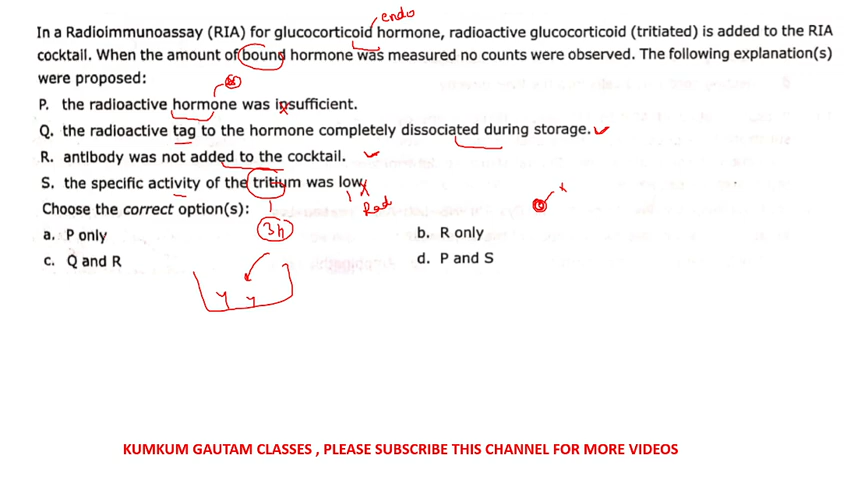 endo
In a Radioimmunoassay (RIA) for glucocorticoid hormone, radioactive glucocorticoid (tritiated) is added to the RIA
cocktail. When the amount of bound hormone was measured no counts were observed. The following explanation(s)
were proposed:
P. the radioactive hormone was insufficient.
Q. the radioactive tag to the hormone completely dissociated during storage.
R. antibody was not added to the cocktail.
S. the specific activity of the tritium was low.
Rad
Choose the correct option(s):
3h
a. P only
b. R only
c. Q and R
d. P and S
Y Y
KUMKUM GAUTAM CLASSES , PLEASE SUBSCRIBE THIS CHANNEL FOR MORE VIDEOS